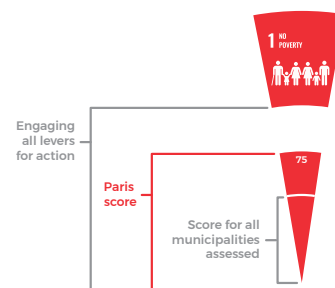 1 NO
POVERTY
Engaging
all levers
for action
75
Paris
score
Score for all
municipalities
assessed